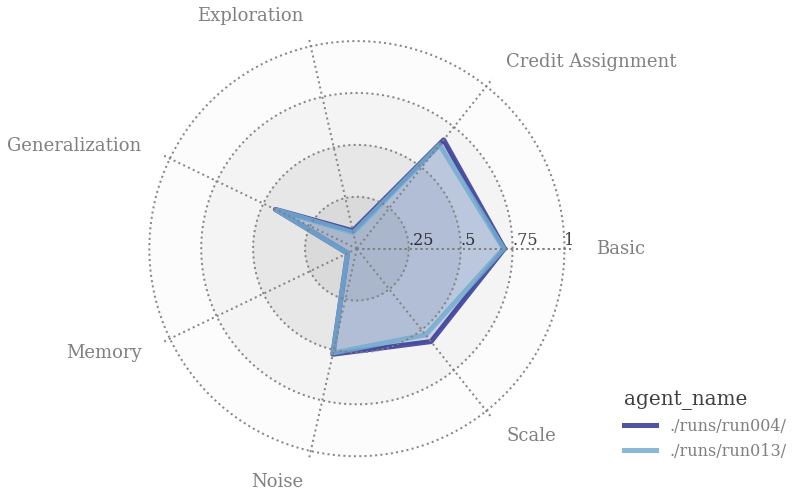 Exploration
Credit Assignment
Generalization
.25 .5 .75 1
Basic
Memory
Scale
Noise
agent_name
./runs/run004/
./runs/run013/